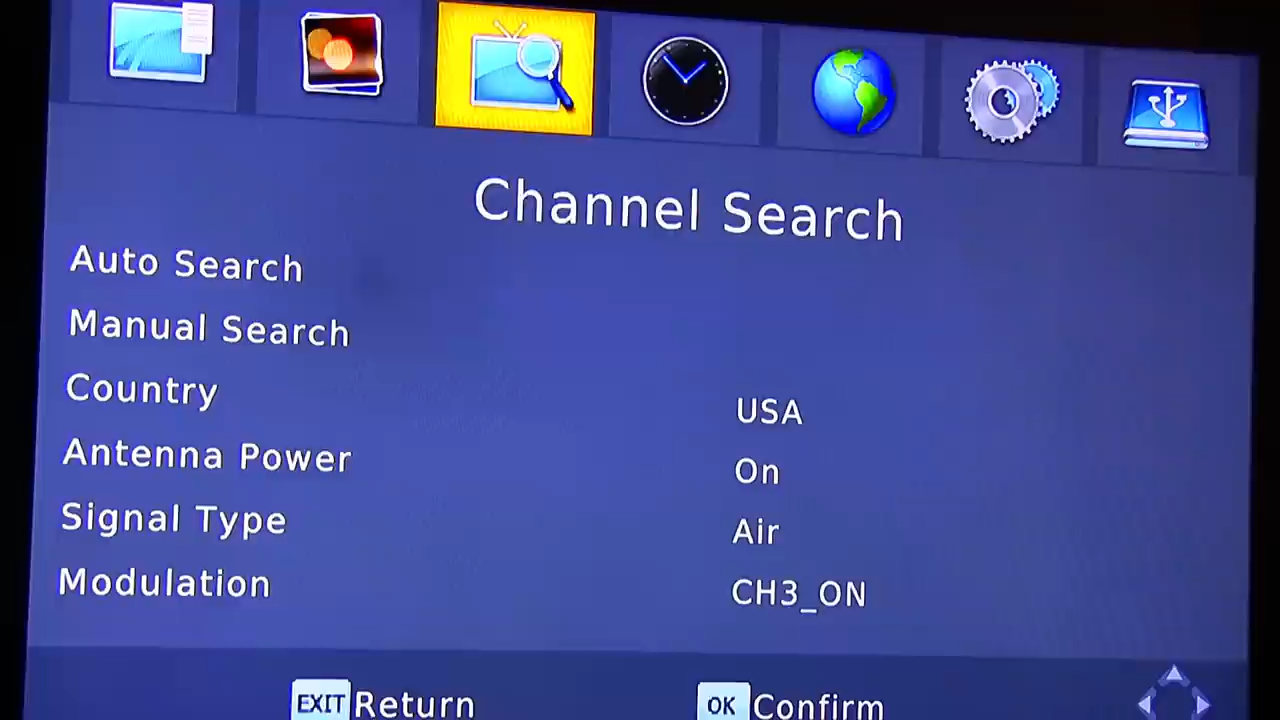 Channel Search
Auto Search
Manual Search
Country USA
Antenna Power On
Signal Type Air
Modulation CH3_ON
EXIT Return OK Confirm